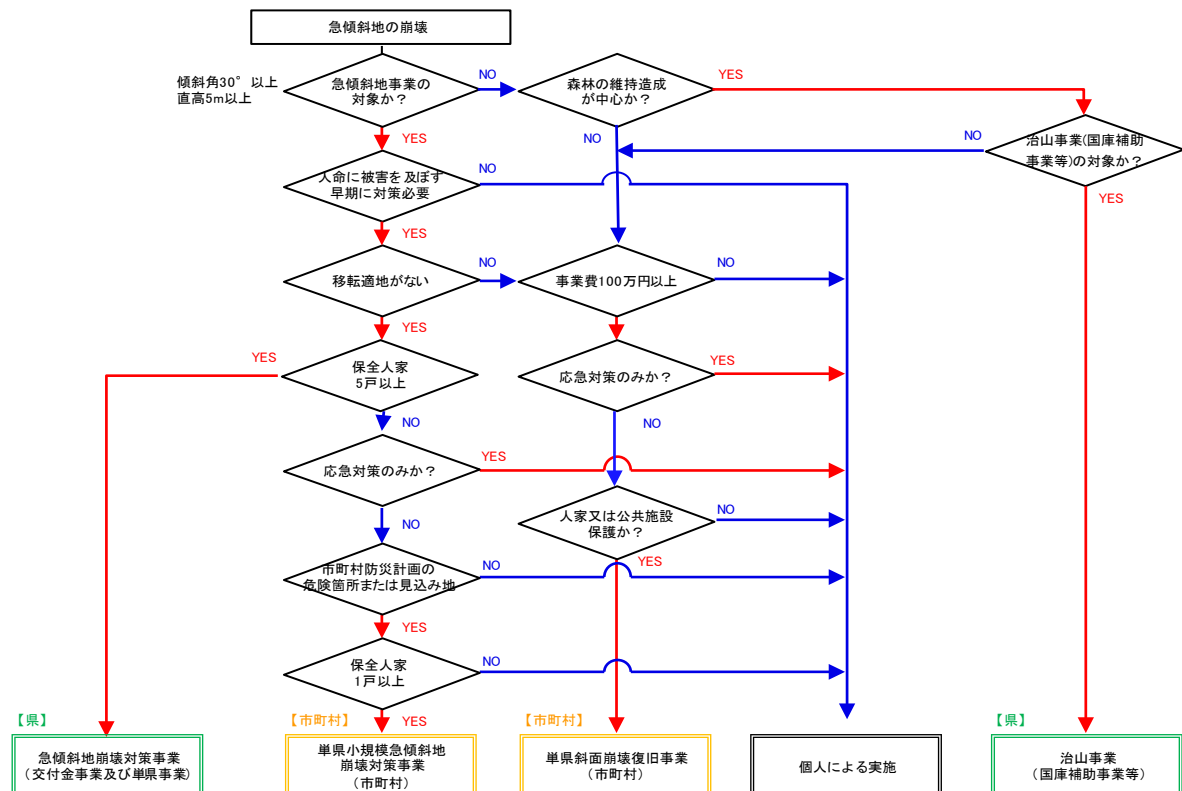 急傾斜地の崩壊
傾斜角30°以上
直高5m以上
急傾斜地事業の
対象か？
NO
森林の維持造成
が中心か？
YES
YES
NO
NO
治山事業(国庫補助
事業等)の対象か？
人命に被害を及ぼす
早期に対策必要
NO
YES
YES
移転適地がない
NO
事業費100万円以上
NO
YES
YES
保全人家
5戸以上
YES
応急対策のみか？
YES
NO
NO
応急対策のみか？
YES
NO
人家又は公共施設
保護か？
NO
YES
市町村防災計画の
危険箇所または見込み地
NO
YES
保全人家
1戸以上
NO
YES
【県】
【市町村】
【市町村】
【県】
急傾斜地崩壊対策事業
（交付金事業及び単県事業）
単県小規模急傾斜地
崩壊対策事業
（市町村）
単県斜面崩壊復旧事業
（市町村）
個人による実施
治山事業
（国庫補助事業等）